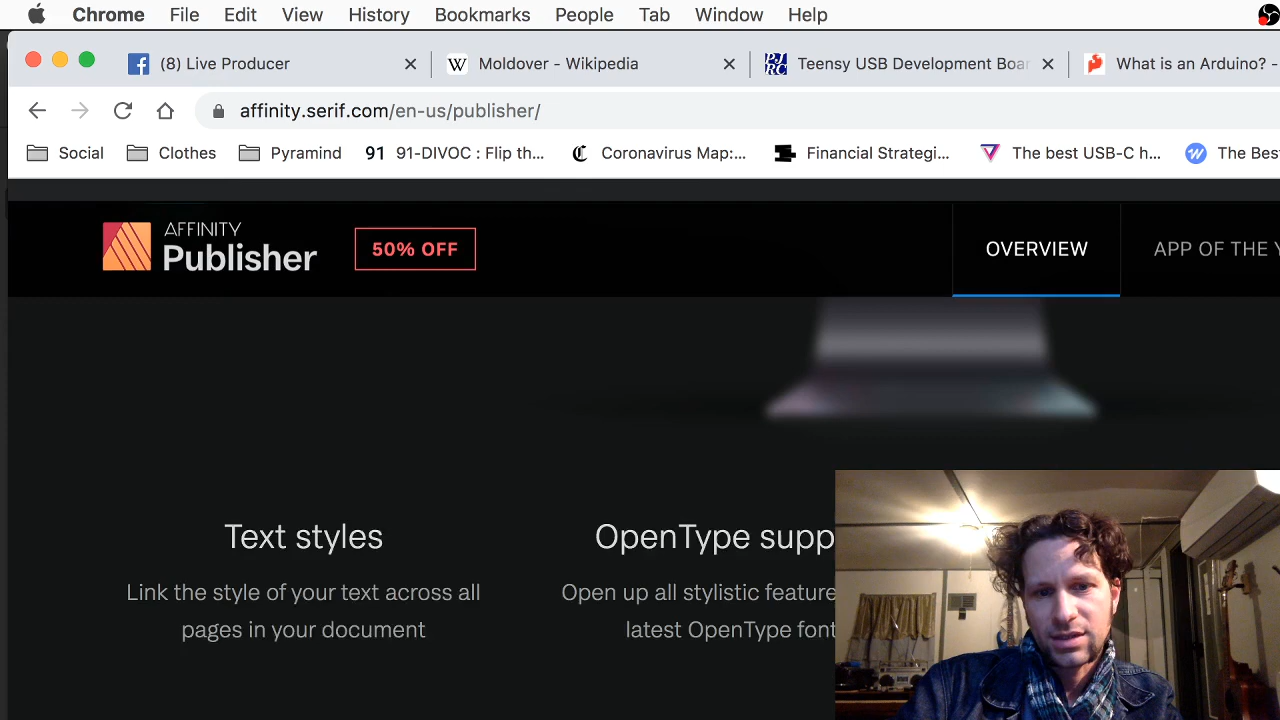 Chrome File Edit View History Bookmarks People Tab Window Help
(8) Live Producer Moldover - Wikipedia Teensy USB Development Boar What is an Arduino? -
affinity.serif.com/en-us/publisher/
Social Clothes Pyramind 91 91-DIVOC : Flip th... Coronavirus Map:... Financial Strategi... The best USB-C h... The Bes
AFFINITY
Publisher 50% OFF OVERVIEW APP OF THE Y
Text styles OpenType supp
Link the style of your text across all Open up all stylistic feature
pages in your document latest OpenType font